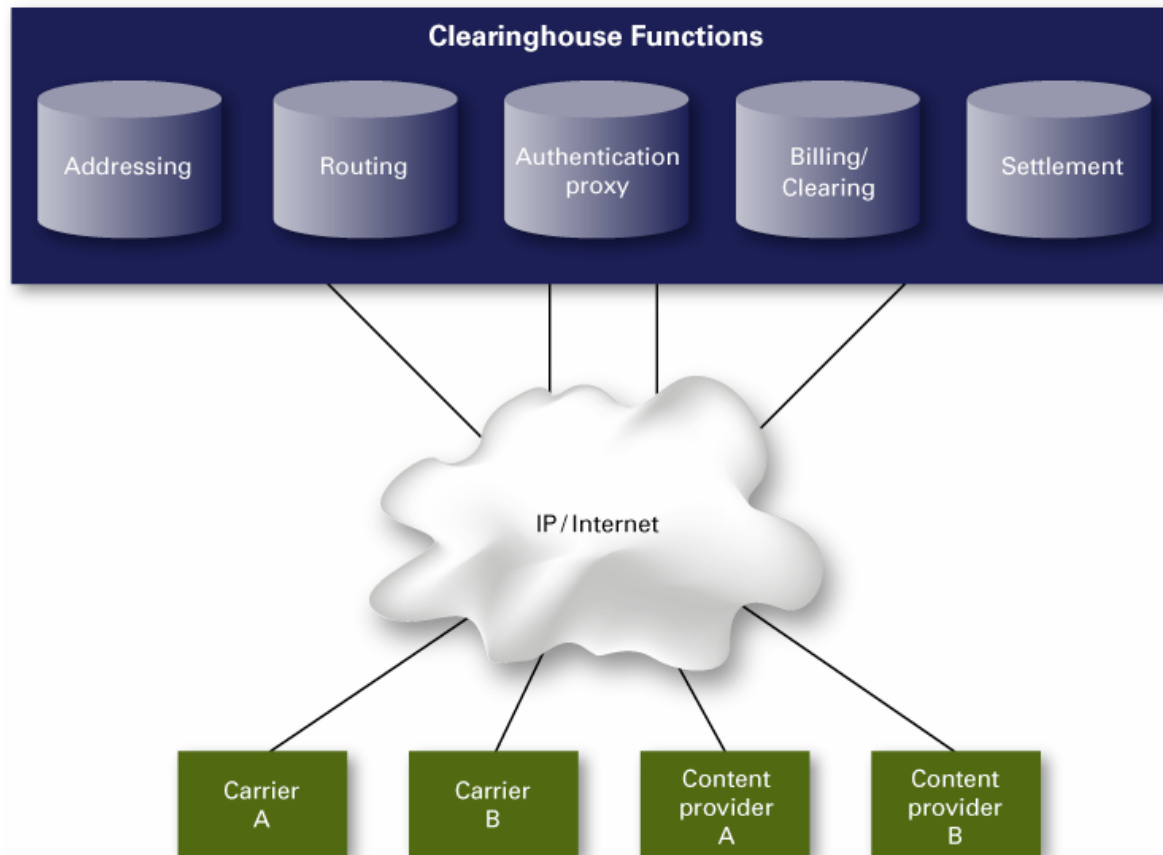 Clearinghouse Functions
Addressing
Routing
Authentication
proxy
Billing/
Clearing
Settlement
IP/Internet
Carrier
A
Carrier
B
Content
provider
A
Content
provider
B